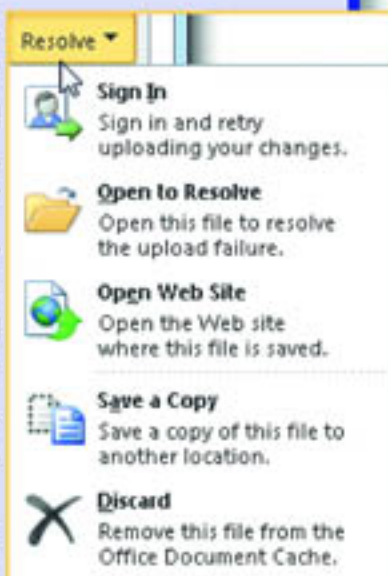 Resolve
Sign In
Sign in and retry
uploading your changes.
Open to Resolve
Open this file to resolve
the upload failure.
Open Web Site
Open the Web site
where this file is saved.
Save a Copy
Save a copy of this file to
another location.
Discard
Remove this file from the
Office Document Cache.